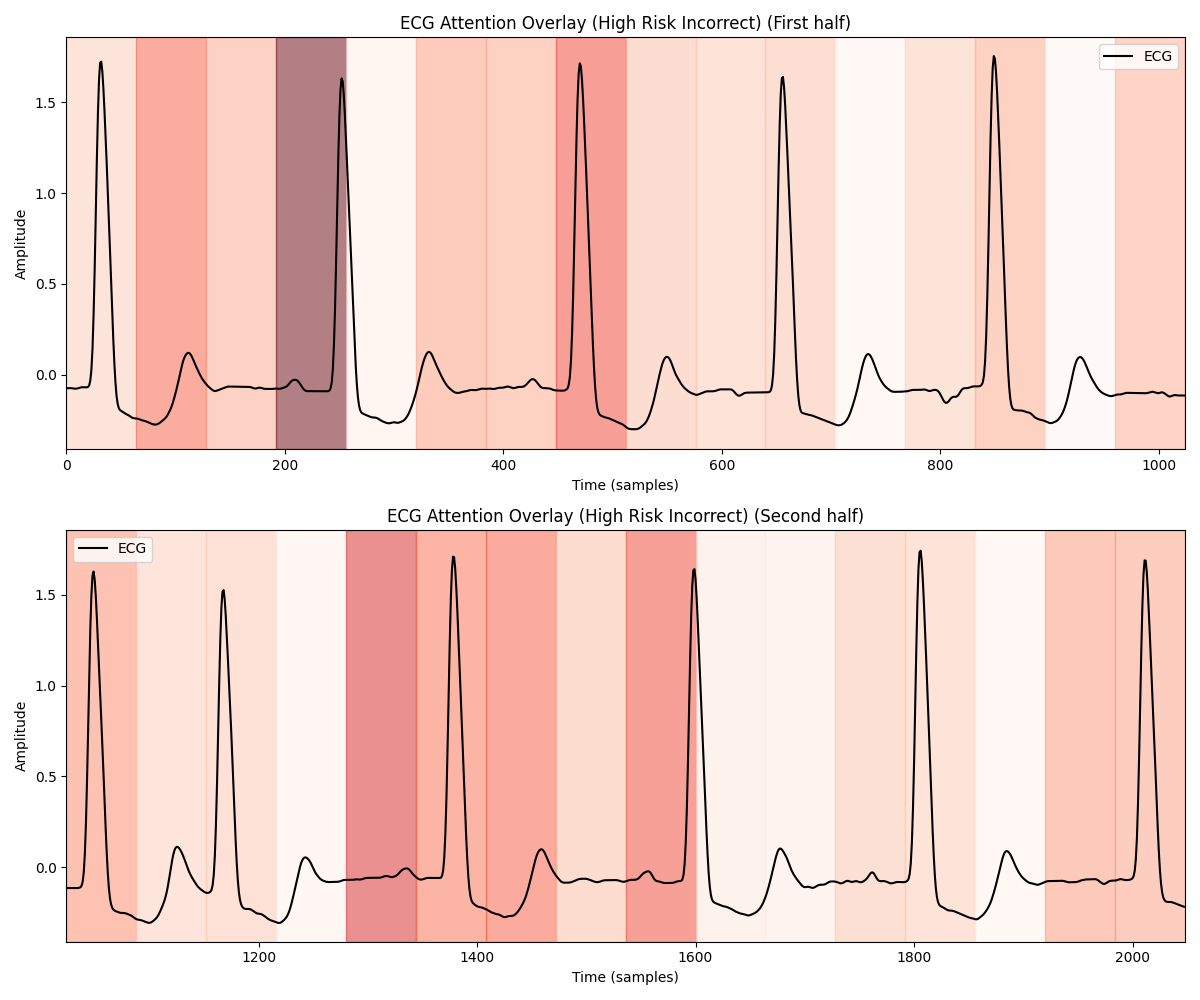 ECG Attention Overlay (High Risk Incorrect) (First half)
ECG
Amplitude
1.5
1.0
0.5
0.0
0
200
400
600
800
1000
Time (samples)
ECG Attention Overlay (High Risk Incorrect) (Second half)
ECG
Amplitude
1.5
1.0
0.5
0.0
1200
1400
1600
1800
2000
Time (samples)